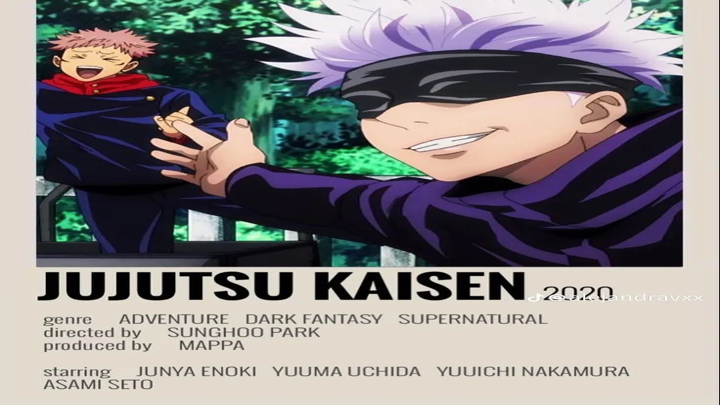 JUJUTSU KAISEN 2020
genre ADVENTURE DARK FANTASY SUPERNATURAL
directed by SUNGHOO PARK
produced by MAPPA
starring JUNYA ENOKI YUUMA UCHIDA YUUICHI NAKAMURA
ASAMI SETO